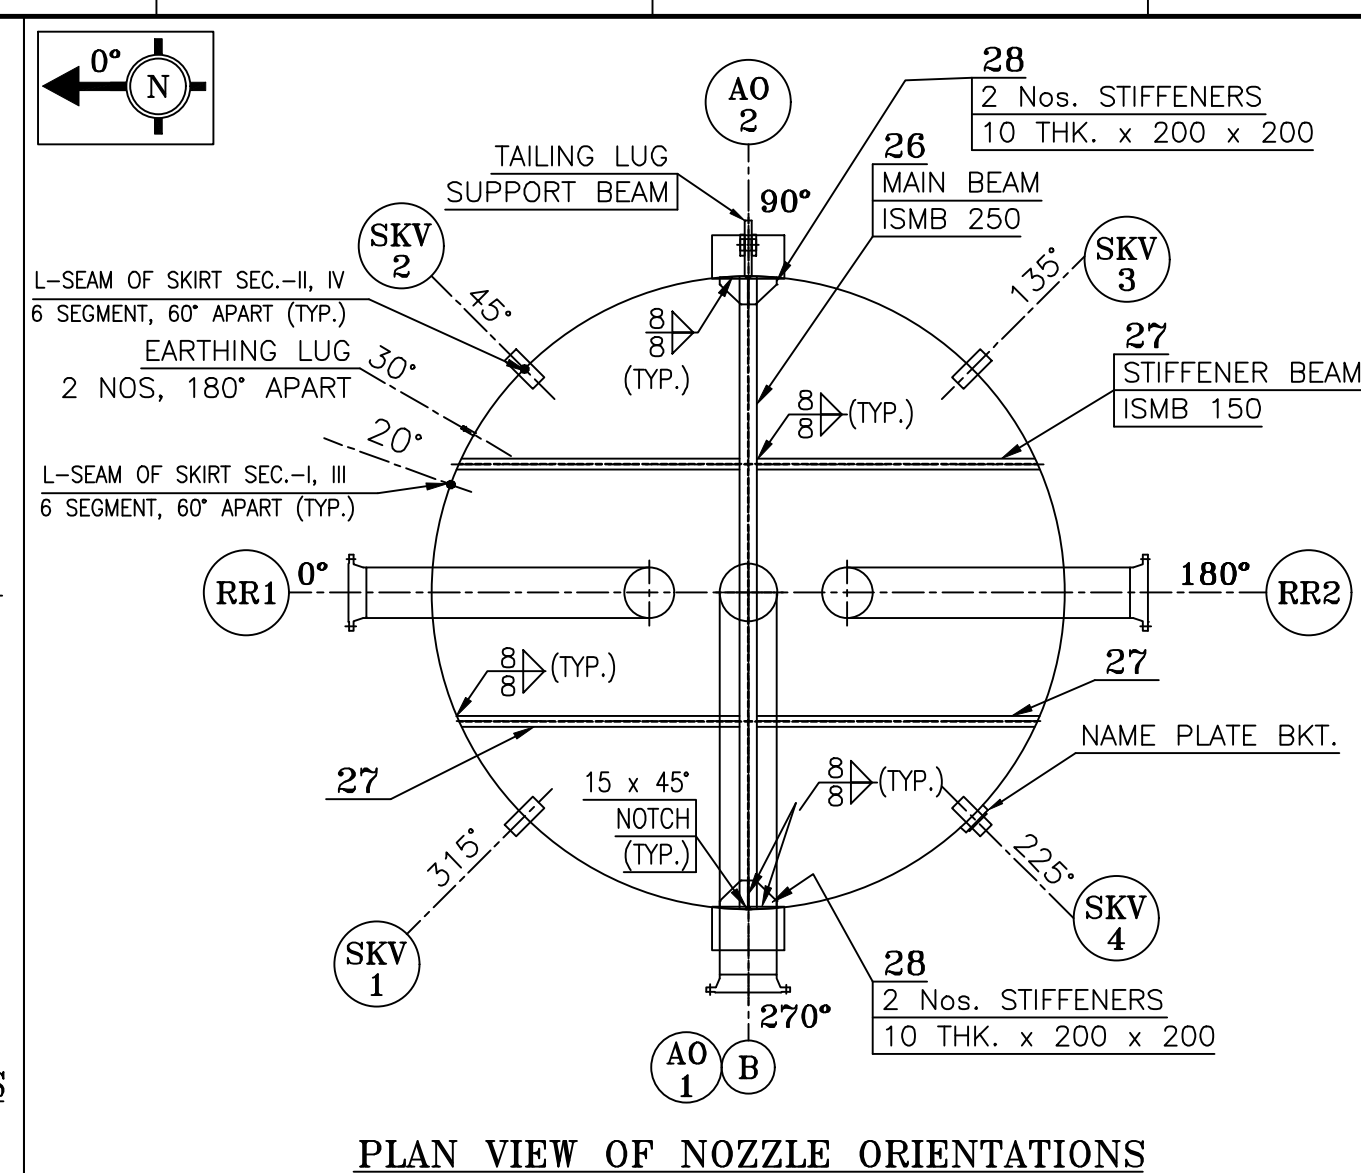 0°
N
AO
2
28
2 Nos. STIFFENERS
10 THK. x 200 x 200
26
MAIN BEAM
ISMB 250
TAILING LUG
SUPPORT BEAM
90°
SKV
2
SKV
3
45°
135°
L-SEAM OF SKIRT SEC.-II, IV
6 SEGMENT, 60° APART (TYP.)
8
8
(TYP.)
27
STIFFENER BEAM
ISMB 150
EARTHING LUG
2 NOS, 180° APART
30°
8
8
(TYP.)
20°
L-SEAM OF SKIRT SEC.-I, III
6 SEGMENT, 60° APART (TYP.)
RR1
0°
180°
RR2
8
8
(TYP.)
27
NAME PLATE BKT.
27
15 x 45°
NOTCH
(TYP.)
8
8
(TYP.)
315°
225°
SKV
1
SKV
4
28
2 Nos. STIFFENERS
10 THK. x 200 x 200
270°
AO
1
B
PLAN VIEW OF NOZZLE ORIENTATIONS